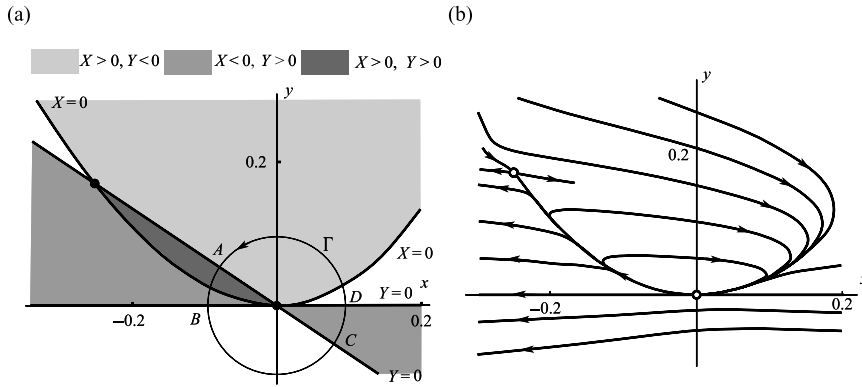 (a)
(b)
X > 0, Y < 0
X < 0, Y > 0
X > 0, Y > 0
y
X = 0
0.2
A
Γ
X = 0
x
Y = 0
D
B
−0.2
0.2
C
Y = 0
y
0.2
−0.2
0.2